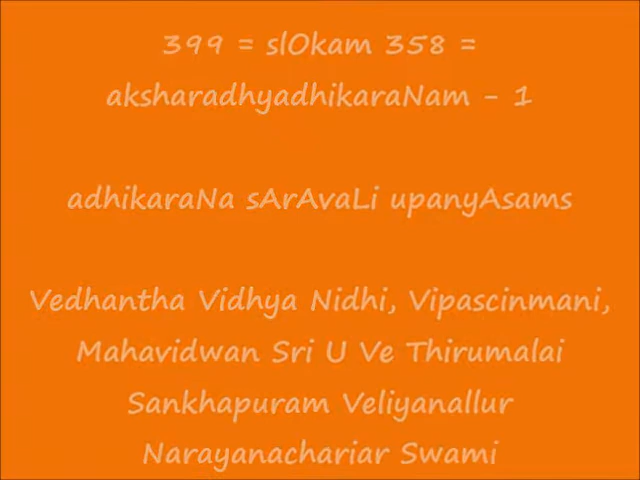 399 = slOkam 358 =
aksharadhyadhikaraNam - 1
adhikaraNa sArAvaLi upanyAsams
Vedhantha Vidhya Nidhi, Vipascinmani,
Mahavidwan Sri U Ve Thirumalai
Sankhapuram Veliyanallur
Narayanachariar Swami